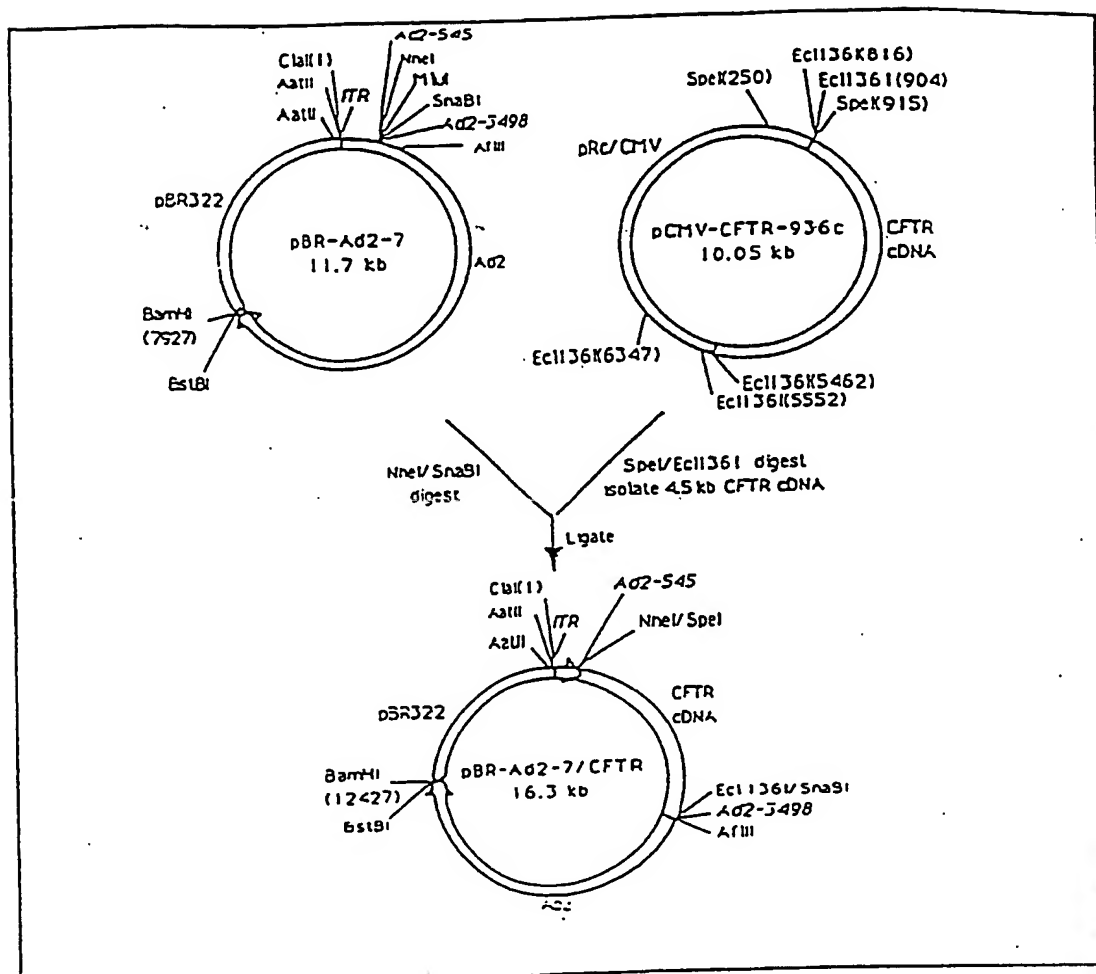 Ad2-545
ClaI(1)
NheI
AatII
ITR
MluI
SnaBI
AatII
Ad2-3498
AflII
pBR322
pBR-Ad2-7
11.7 kb
Ad2
BamHI
(7927)
BstBI
Ecl136I(816)
Ecl136I(904)
SpeI(250)
SpeI(915)
pRc/CMV
pCMV-CFTR-936c
10.05 kb
CFTR
cDNA
Ecl136I(6347)
Ecl136I(5462)
Ecl136I(5552)
NheI/SnaBI
digest
SpeI/Ecl136I digest
isolate 4.5 kb CFTR cDNA
Ligate
Ad2-545
ClaI(1)
AatII
ITR
NheI/SpeI
AatII
pBR322
CFTR
cDNA
BamHI
(12427)
BstBI
pBR-Ad2-7/CFTR
16.3 kb
Ecl136I/SnaBI
Ad2-3498
AflII